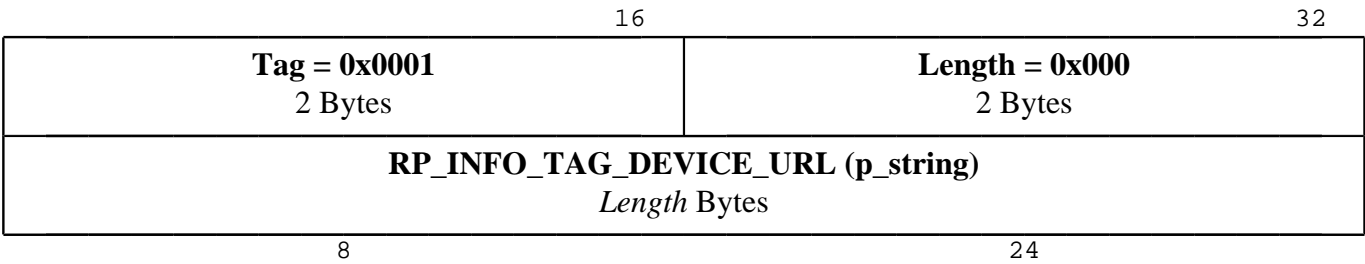 16 32
Tag = 0x0001 Length = 0x000
2 Bytes 2 Bytes
RP_INFO_TAG_DEVICE_URL (p_string)
Length Bytes
8 24